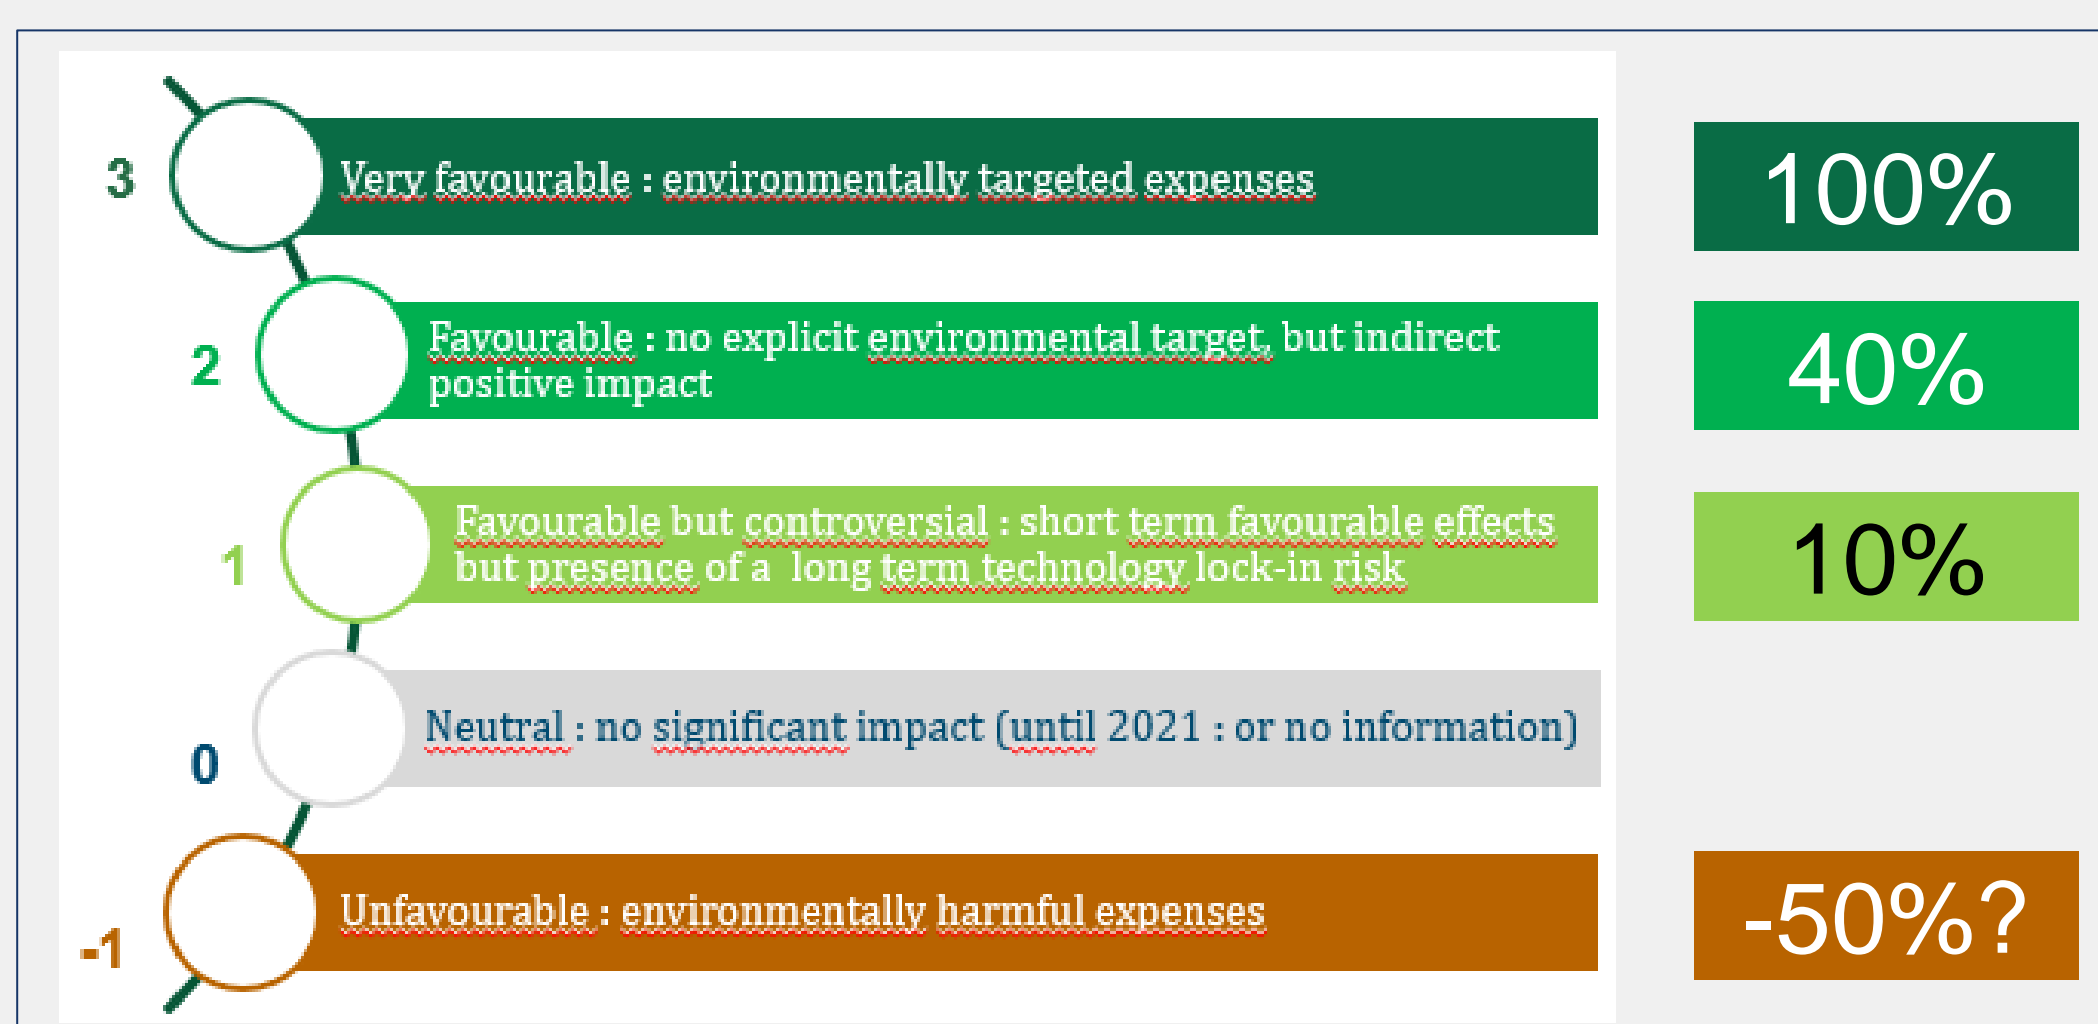 3
Very favourable : environmentally targeted expenses
100%
2
Favourable : no explicit environmental target, but indirect
positive impact
40%
1
Favourable but controversial : short term favourable effects
but presence of a  long term technology lock-in risk
10%
0
Neutral : no significant impact (until 2021 : or no information)
-1
Unfavourable : environmentally harmful expenses
-50%?